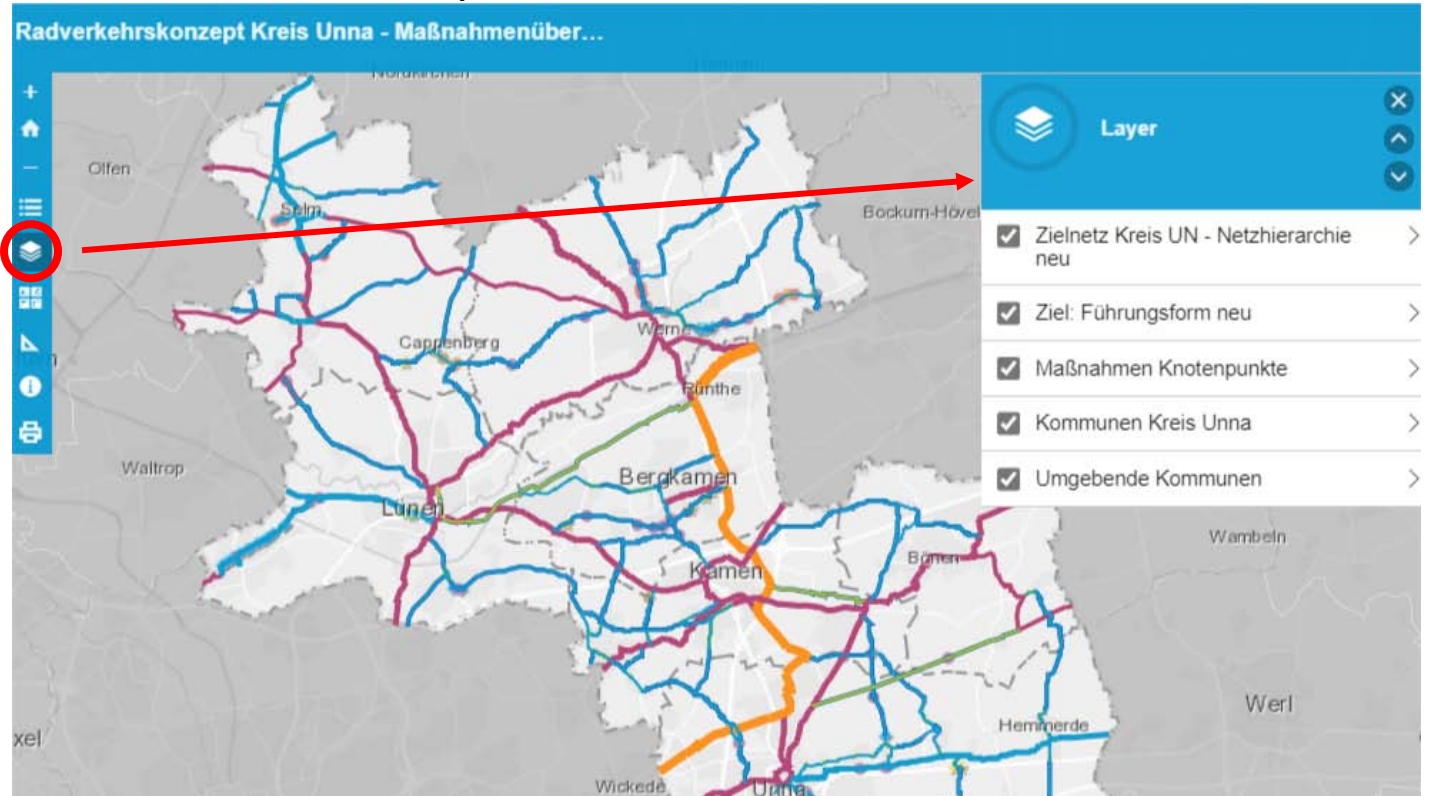 Radverkehrskonzept Kreis Unna - Maßnahmenüber…
Layer
Olfen
Selm
Bockum-Hövel
Zielnetz Kreis UN - Netzhierarchie
neu
Ziel: Führungsform neu
Werne
Cappenberg
Maßnahmen Knotenpunkte
Rünthe
Kommunen Kreis Unna
Waltrop
Bergkamen
Umgebende Kommunen
Lünen
Wambeln
Bönen
Kamen
Werl
Hemmerde
xel
Wickede
Unna